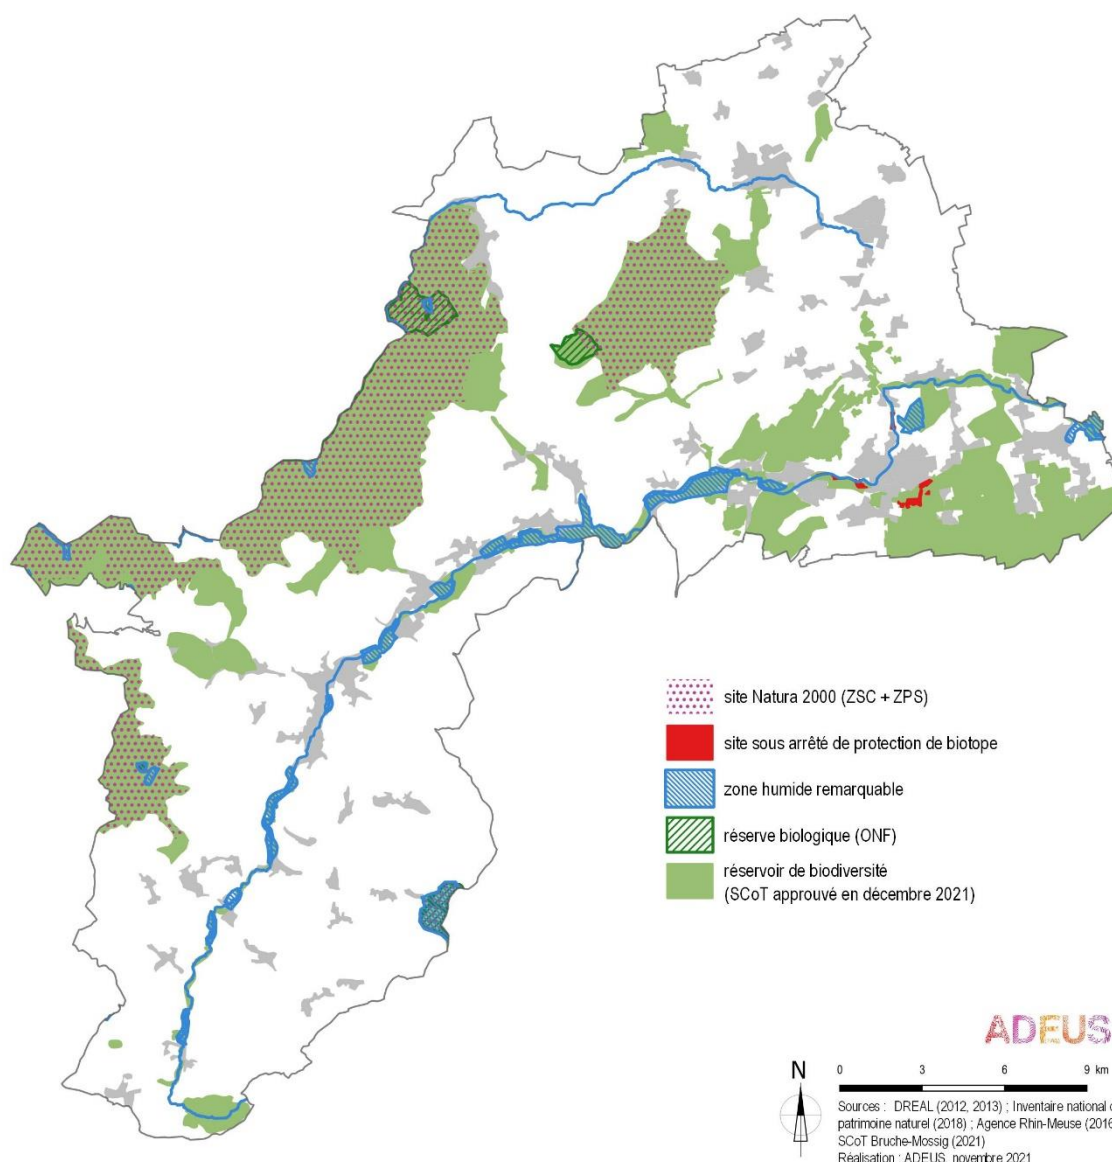 site Natura 2000 (ZSC + ZPS)
site sous arrêté de protection de biotope
zone humide remarquable
réserve biologique (ONF)
réservoir de biodiversité
(SCoT approuvé en décembre 2021)
ADEUS
N
0 3 6 9 km
Sources : DREAL (2012, 2013) ; Inventaire national
patrimoine naturel (2018) ; Agence Rhin-Meuse (2016
SCoT Bruche-Mossig (2021)
Réalisation : ADEUS, novembre 2021